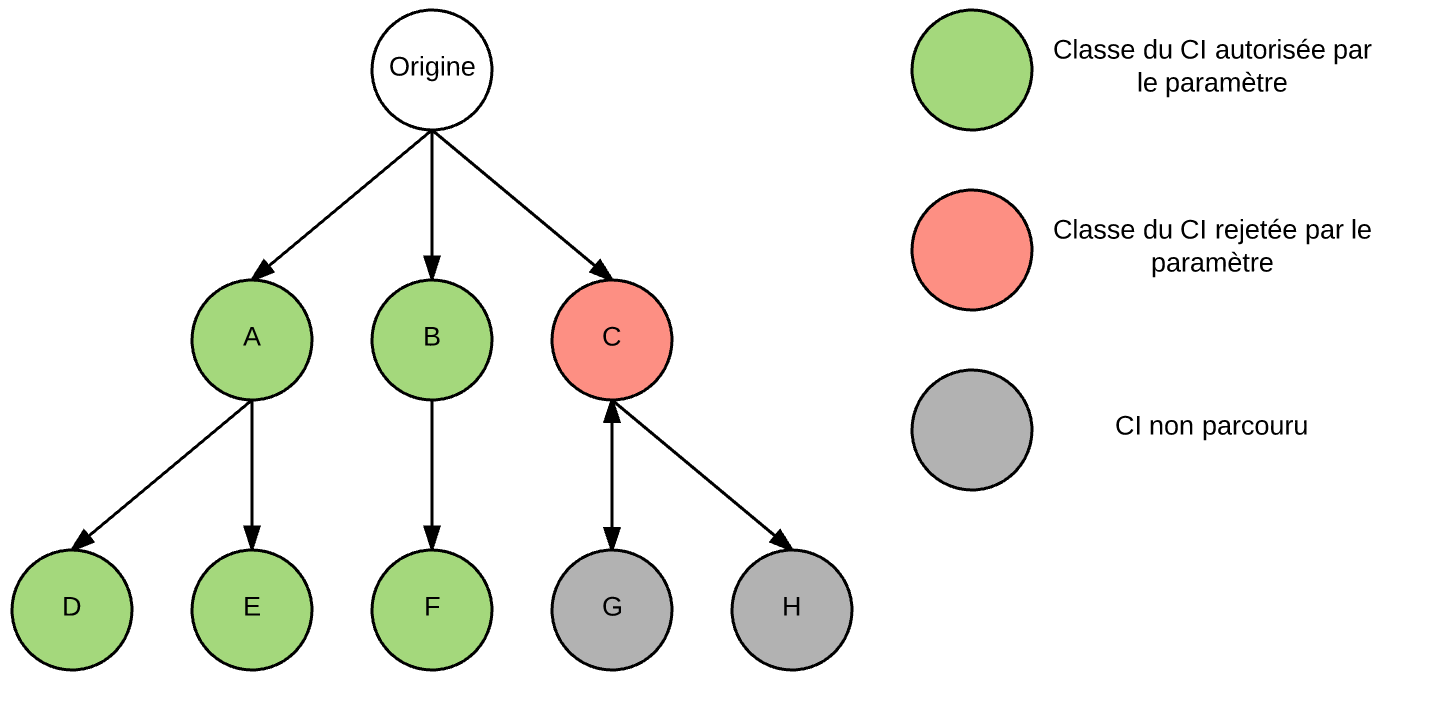 Origine
Classe du CI autorisée par
le paramètre
Classe du CI rejetée par le
paramètre
A
B
C
CI non parcouru
D
E
F
G
H